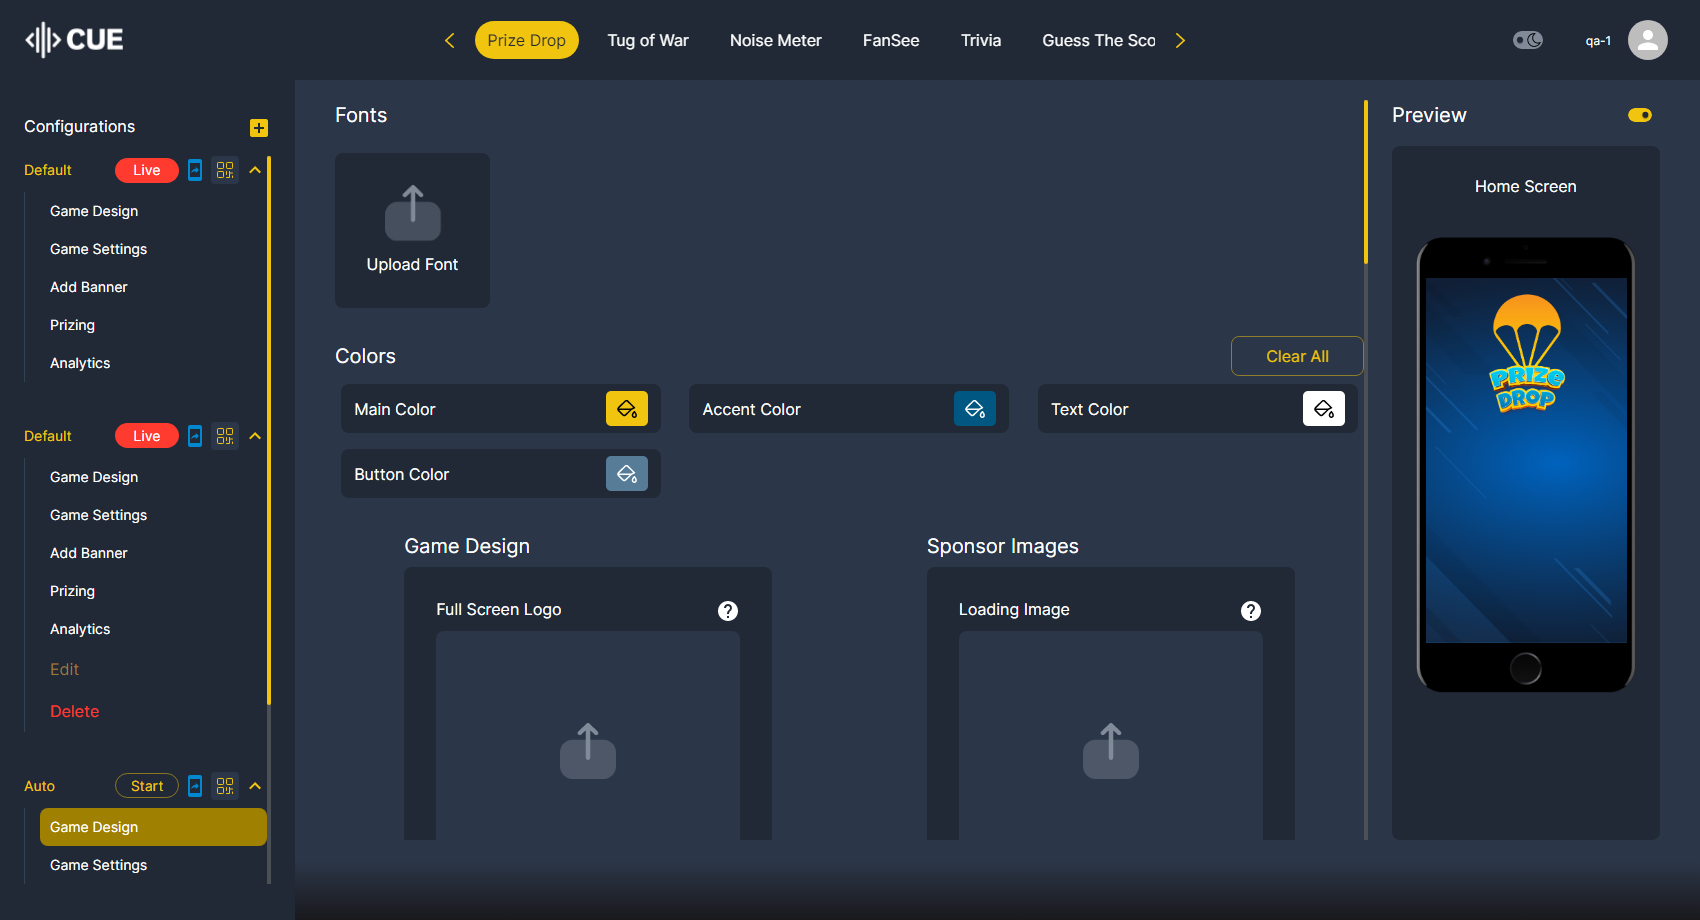 CUE
Prize Drop
Tug of War
Noise Meter
FanSee
Trivia
Guess The Sco
qa-1
Configurations
Default
Live
Game Design
Game Settings
Add Banner
Prizing
Analytics
Default
Live
Game Design
Game Settings
Add Banner
Prizing
Analytics
Edit
Delete
Auto
Start
Game Design
Game Settings
Fonts
Upload Font
Colors
Clear All
Main Color
Accent Color
Text Color
Button Color
Game Design
Sponsor Images
Full Screen Logo
?
Loading Image
?
Preview
Home Screen
PRIZE
DROP